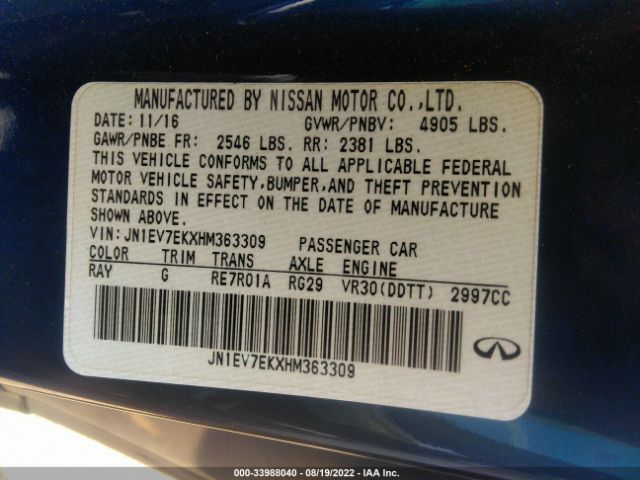 MANUFACTURED BY NISSAN MOTOR CO.,LTD.
DATE: 11/16 GVWR/PNBV: 4905 LBS.
GAWR/PNBE FR: 2546 LBS. RR: 2381 LBS.
THIS VEHICLE CONFORMS TO ALL APPLICABLE FEDERAL
MOTOR VEHICLE SAFETY,BUMPER,AND THEFT PREVENTION
STANDARDS IN EFFECT ON THE DATE OF MANUFACTURE
SHOWN ABOVE.
VIN:JN1EV7EKXHM363309 PASSENGER CAR
COLOR TRIM TRANS AXLE ENGINE
RAY G RE7R01A RG29 VR30(DDTT) 2997CC
JN1EV7EKXHM363309
000-33988040 / 08/19/2022 - IAA Inc.